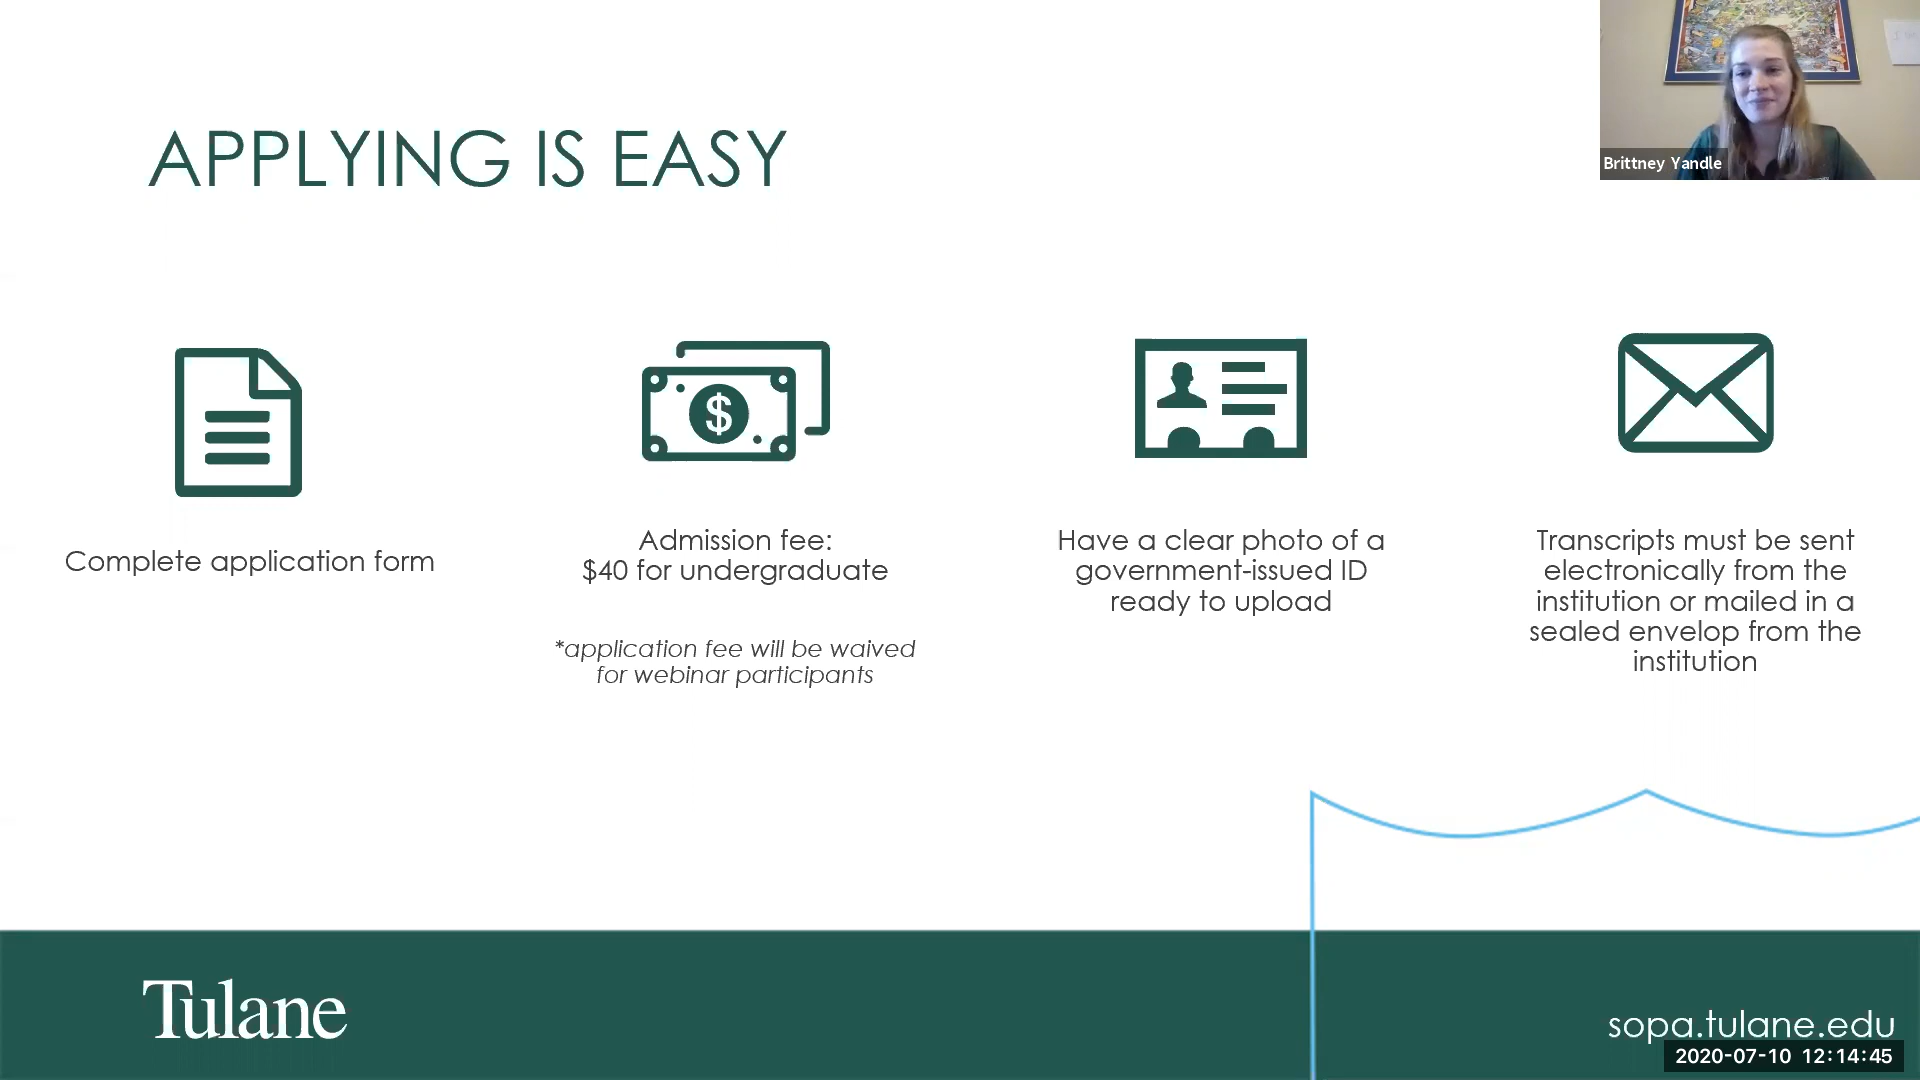 APPLYING IS EASY
Brittney Yandle
$
Complete application form
Admission fee:
$40 for undergraduate
*application fee will be waived
for webinar participants
Have a clear photo of a
government-issued ID
ready to upload
Transcripts must be sent
electronically from the
institution or mailed in a
sealed envelop from the
institution
Tulane
sopa.tulane.edu
2020-07-10 12:14:45